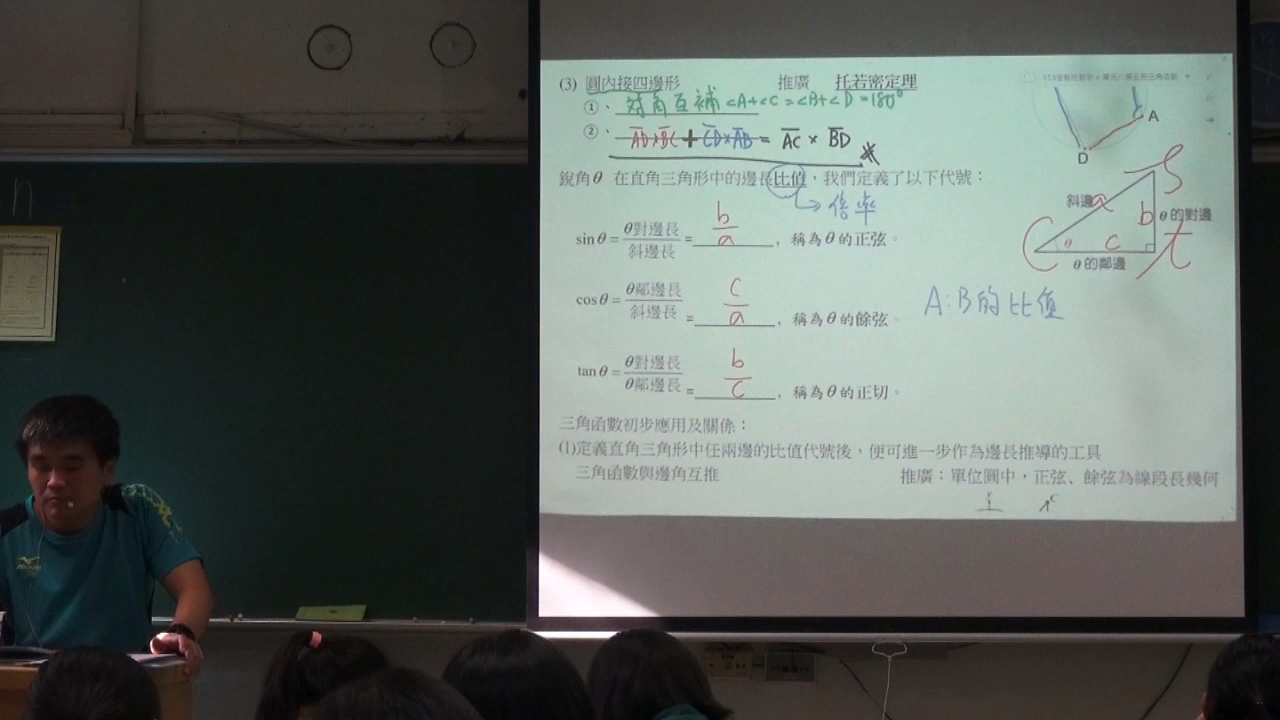 (3) 圓內接四邊形 推廣 托若密定理
①、對角互補 <A+<C=<B+<D=180°
②、AD×BC + CD×AB = AC × BD
銳角θ 在直角三角形中的邊長比值，我們定義了以下代號：
→倍率
sinθ = θ對邊長/斜邊長 = b/a ，稱為θ的正弦。
cosθ = θ鄰邊長/斜邊長 = c/a ，稱為θ的餘弦。
tanθ = θ對邊長/θ鄰邊長 = b/c ，稱為θ的正切。
A:B的比值
三角函數初步應用及關係：
(1)定義直角三角形中任兩邊的比值代號後，便可進一步作為邊長推導的工具
三角函數與邊角互推 推廣：單位圓中，正弦、餘弦為線段長幾何
A
D
斜邊 a
b θ的對邊
θ c
θ的鄰邊